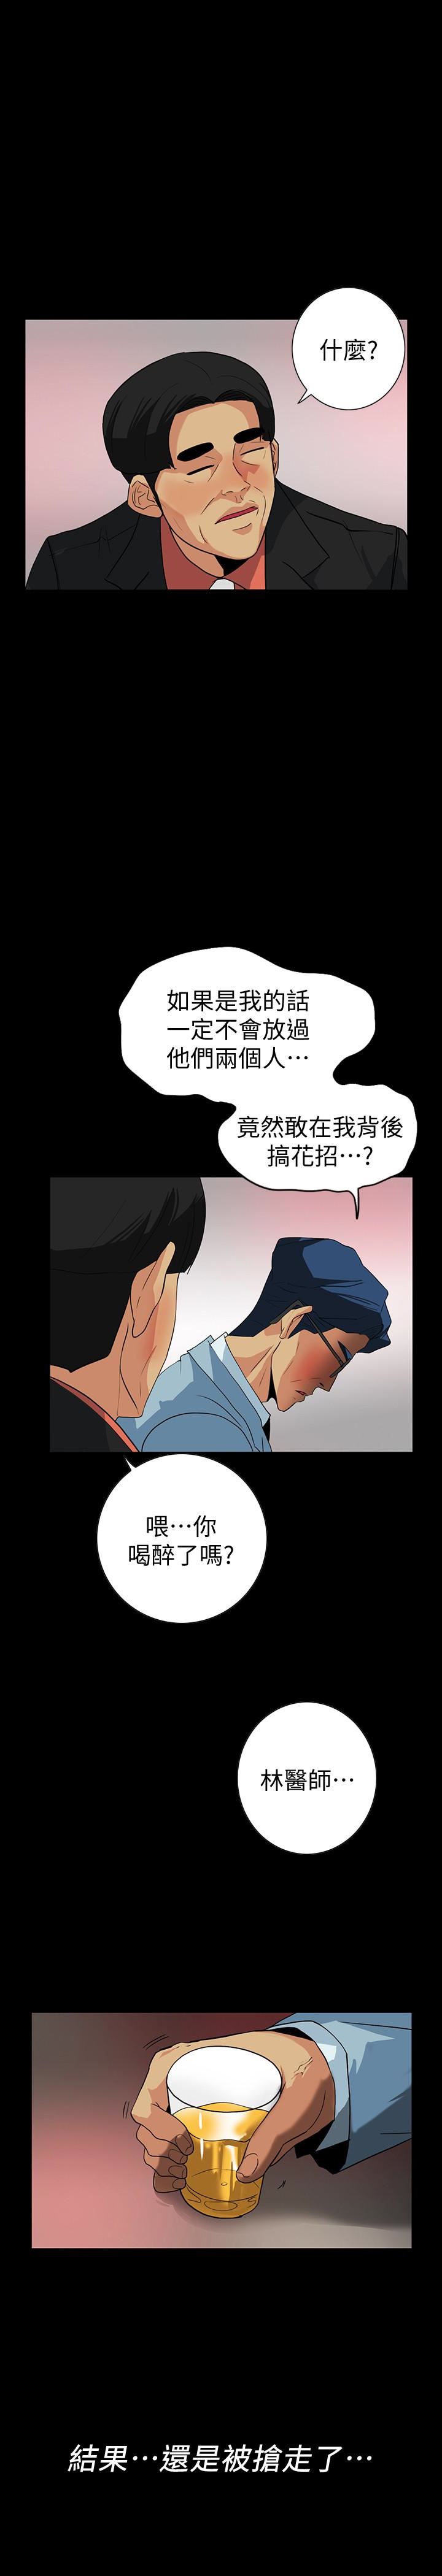 什麼?
如果是我的話
一定不會放過
他們兩個人⋯
竟然敢在我背後
搞花招⋯?
喂⋯你
喝醉了嗎?
林醫師⋯
結果⋯還是被搶走了⋯